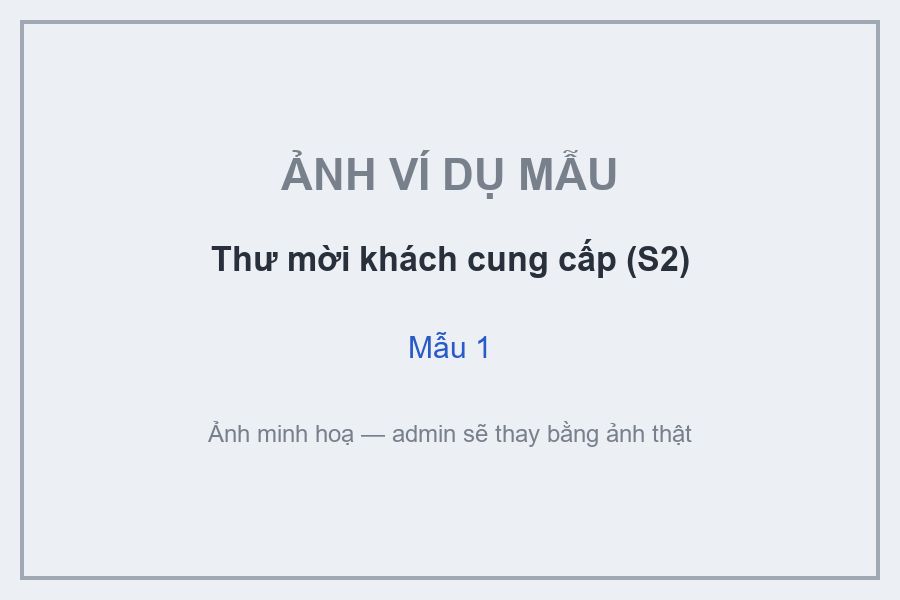 ẢNH VÍ DỤ MẪU
Thư mời khách cung cấp (S2)
Mẫu 1
Ảnh minh hoạ — admin sẽ thay bằng ảnh thật